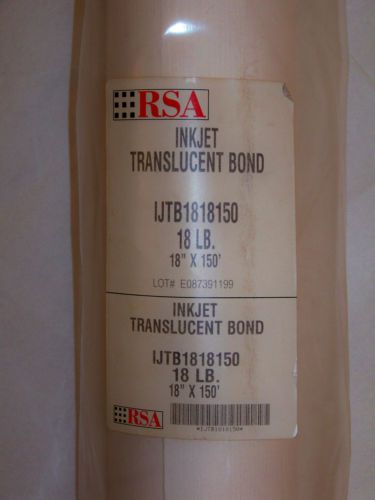 RSA
INKJET
TRANSLUCENT BOND
IJTB1818150
18 LB.
18" X 150'
LOT# E087391199
INKJET
TRANSLUCENT BOND
IJTB1818150
18 LB.
18" X 150'
RSA
*IJTB1818150*